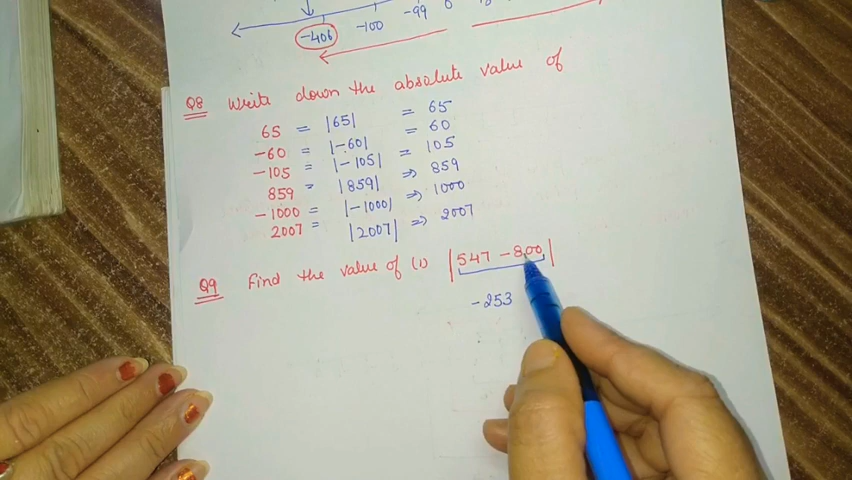 -406 -100 -99 0
Q8 Write down the absolute value of
65 = |65| = 65
-60 = |-60| = 60
-105 = |-105| = 105
859 = |859| => 859
-1000 = |-1000| => 1000
2007 = |2007| => 2007
Q9 Find the value of (1) |547 - 800|
-253